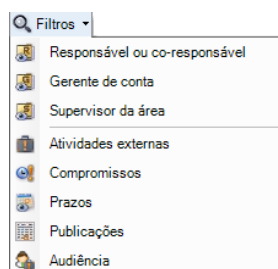 Filtros
Responsável ou co-responsável
Gerente de conta
Supervisor da área
Atividades externas
Compromissos
Prazos
Publicações
Audiência